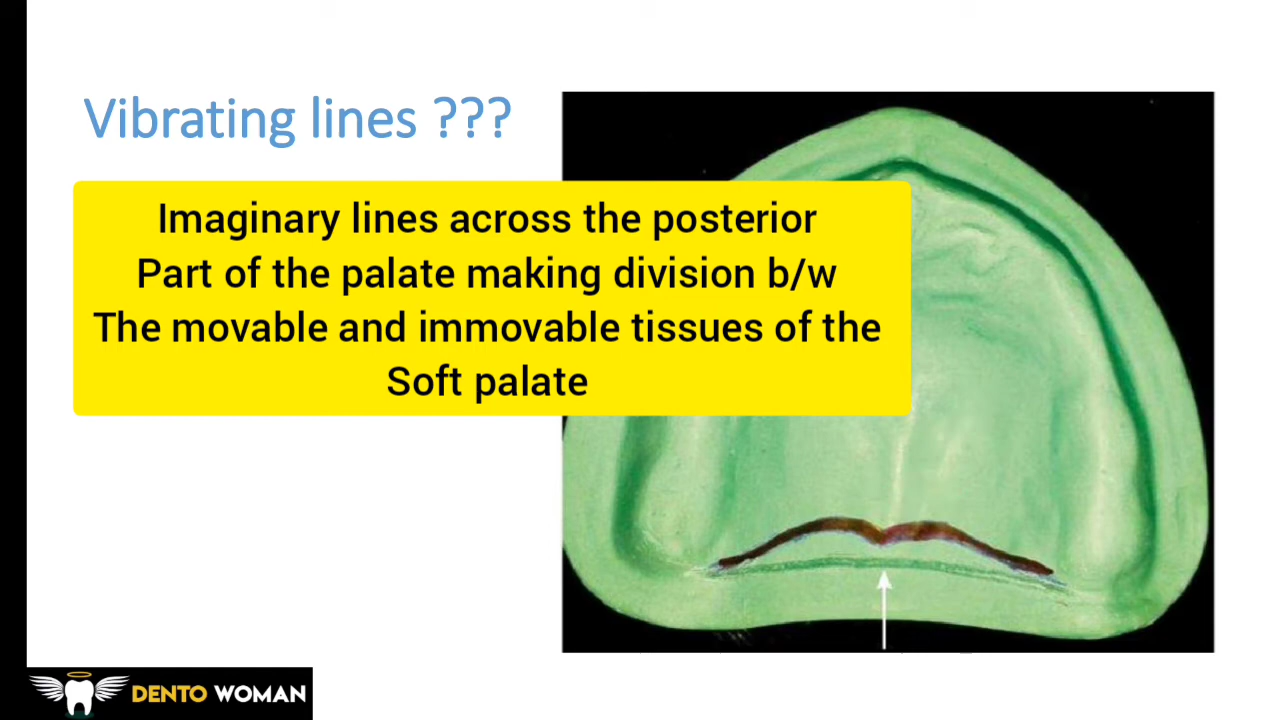 Vibrating lines ???
Imaginary lines across the posterior
Part of the palate making division b/w
The movable and immovable tissues of the
Soft palate
DENTO WOMAN